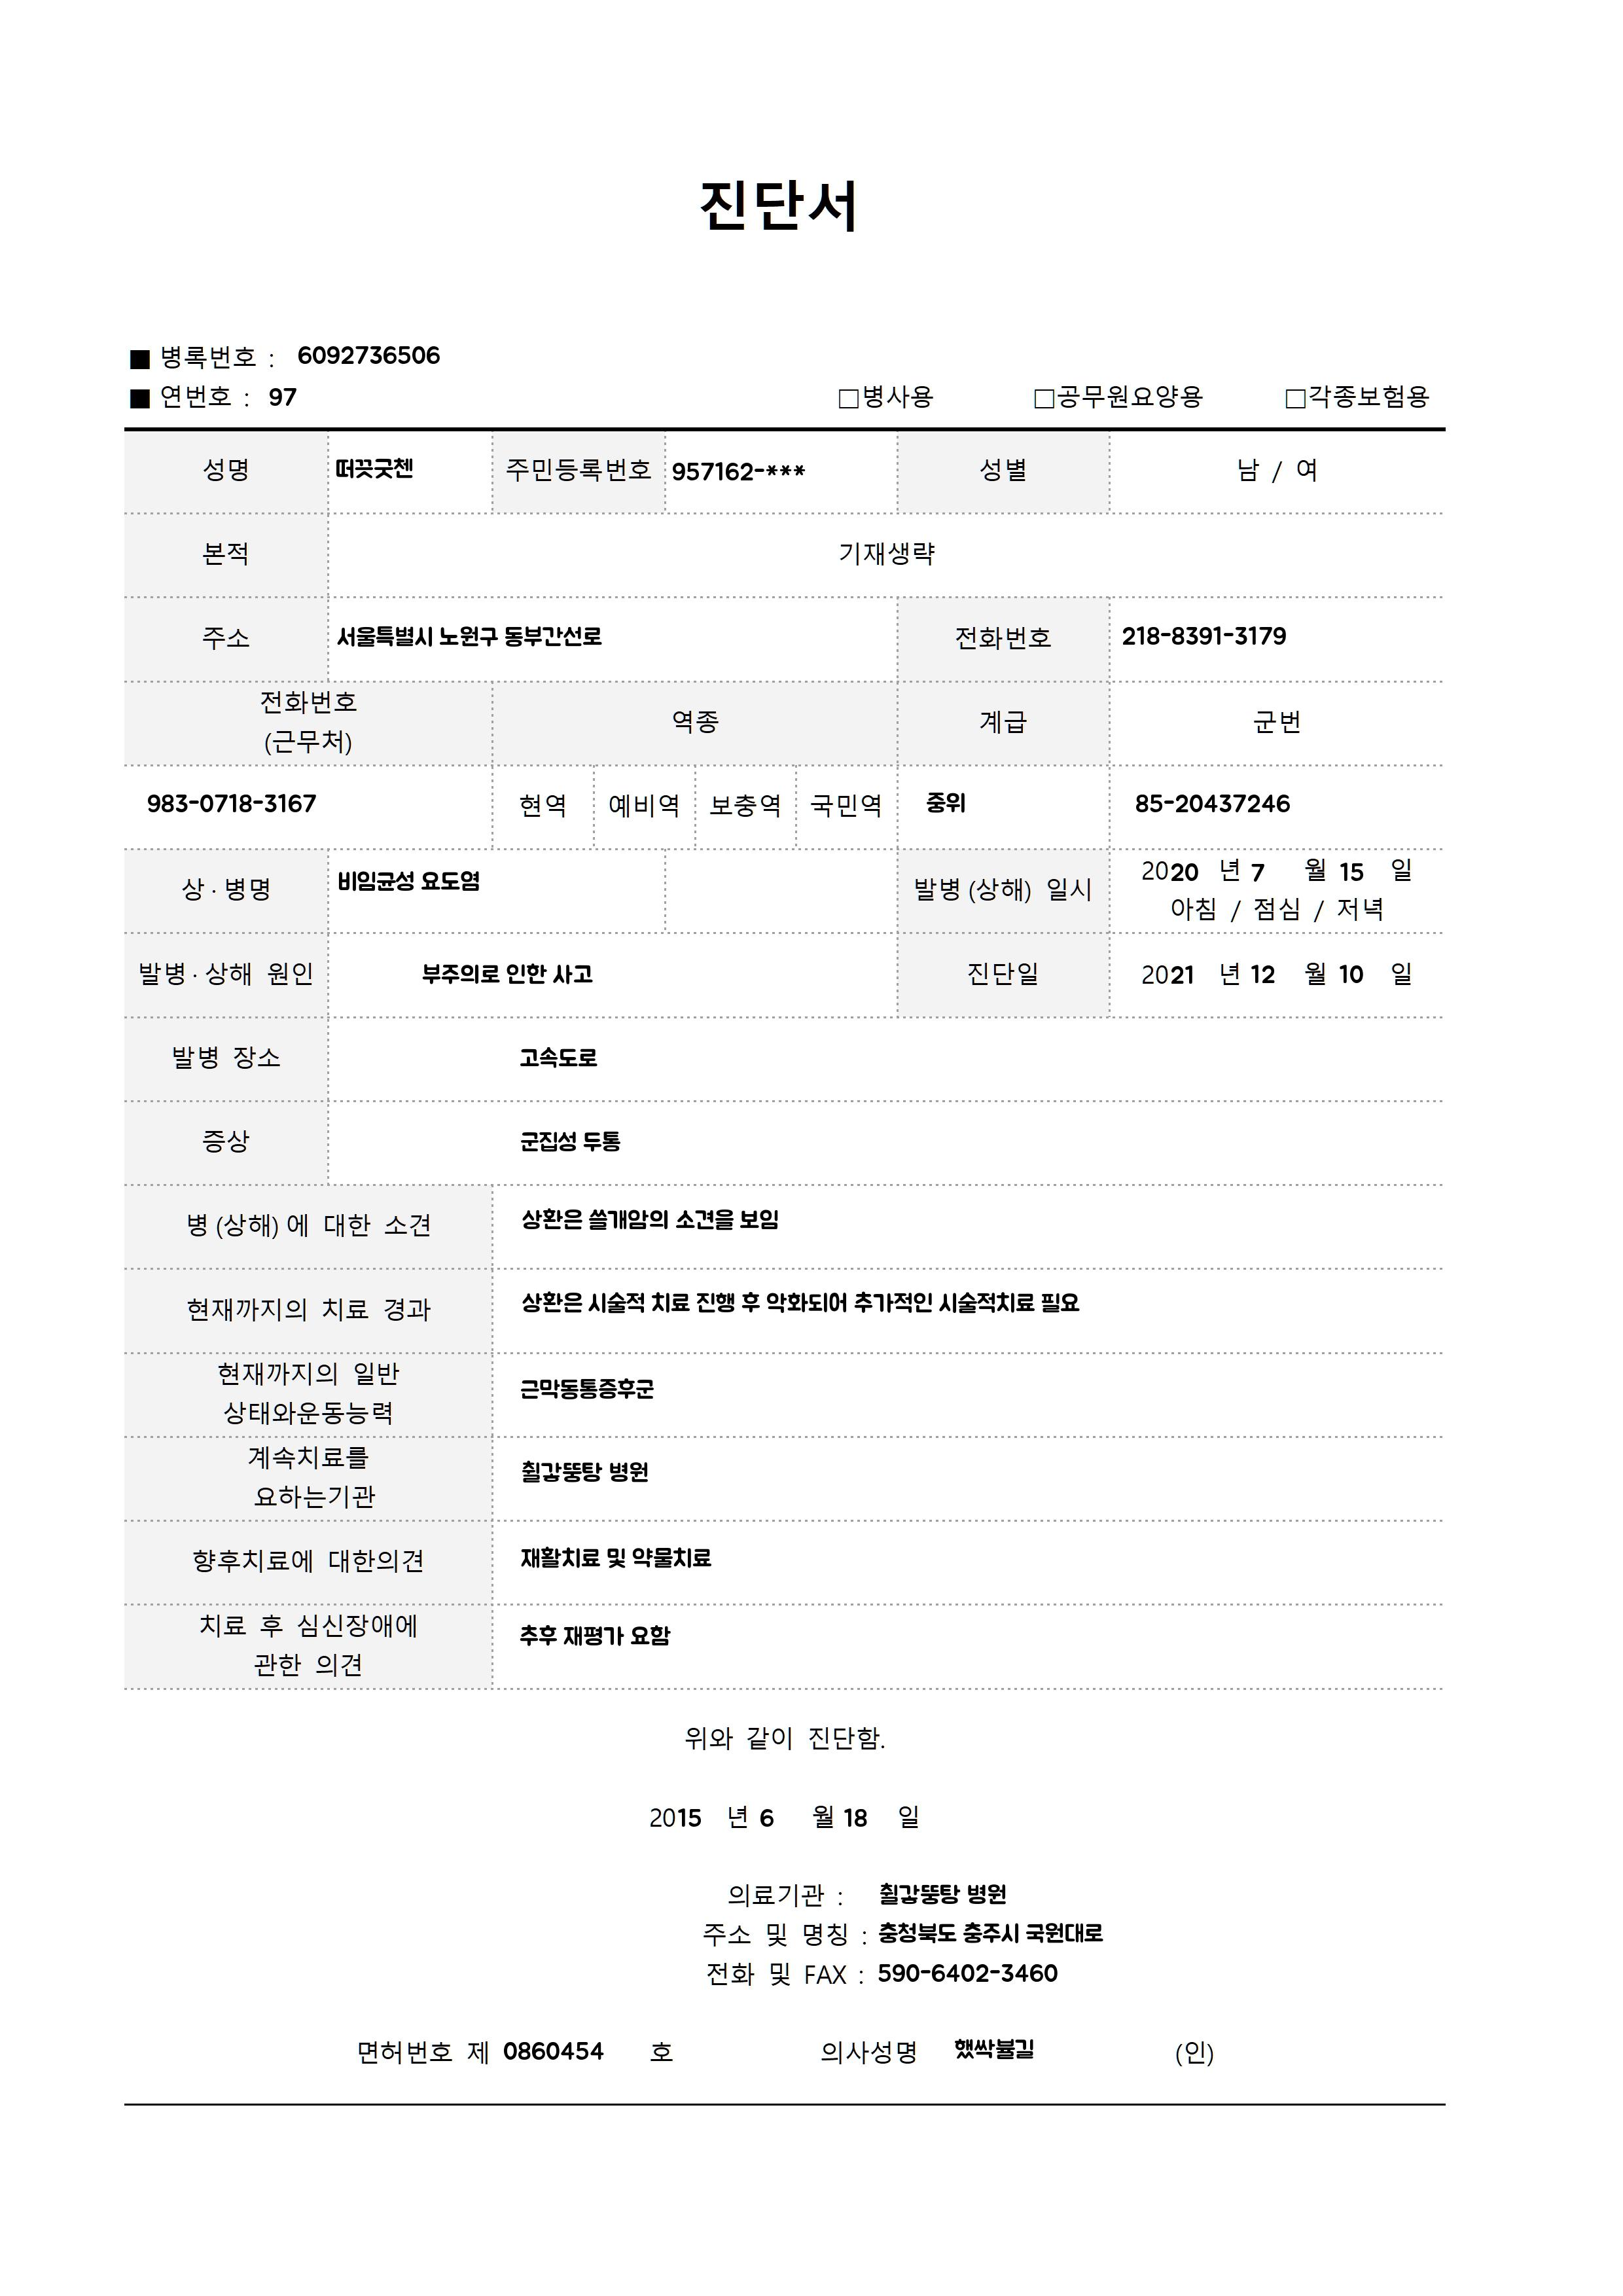 진단서
■ 병록번호 : 6092736506
■ 연번호 : 97 □병사용 □공무원요양용 □각종보험용
성명 떠끗긋첸 주민등록번호 957162-*** 성별 남 / 여
본적 기재생략
주소 서울특별시 노원구 동부간선로 전화번호 218-8391-3179
전화번호
(근무처) 역종 계급 군번
983-0718-3167 현역 예비역 보충역 국민역 중위 85-20437246
상·병명 비임균성 요도염 발병(상해) 일시 2020 년 7 월 15 일
아침 / 점심 / 저녁
발병·상해 원인 부주의로 인한 사고 진단일 2021 년 12 월 10 일
발병 장소 고속도로
증상 군집성 두통
병(상해)에 대한 소견 상환은 쓸개암의 소견을 보임
현재까지의 치료 경과 상환은 시술적 치료 진행 후 악화되어 추가적인 시술적치료 필요
현재까지의 일반
상태와운동능력 근막동통증후군
계속치료를
요하는기관 칠갋뚱탕 병원
향후치료에 대한의견 재활치료 및 약물치료
치료 후 심신장애에
관한 의견 추후 재평가 요함
위와 같이 진단함.
2015 년 6 월 18 일
의료기관 : 칠갋뚱탕 병원
주소 및 명칭 : 충청북도 충주시 국원대로
전화 및 FAX : 590-6402-3460
면허번호 제 0860454 호 의사성명 (인)